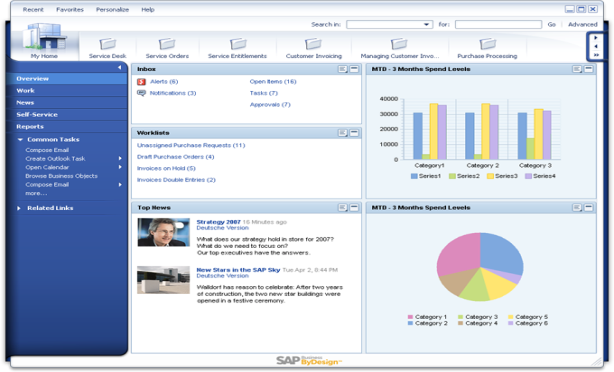 Recent Favorites Personalize Help
Search in: for: Go Advanced
My Home Service Desk Service Orders Service Entitlements Customer Invoicing Managing Customer Invo... Purchase Processing
Overview
Work
News
Self-Service
Reports
Common Tasks
Compose Email
Create Outlook Task
Open Calendar
Browse Business Objects
Compose Email
more...
Related Links
Inbox
Alerts (6) Open Items (16)
Notifications (3) Tasks (7)
Approvals (7)
Worklists
Unassigned Purchase Requests (11)
Draft Purchase Orders (4)
Invoices on Hold (5)
Invoices Double Entries (2)
Top News
Strategy 2007 16 Minutes ago
Deutsche Version
What does our strategy hold in store for 2007?
What do we need to focus on?
Our top executives have the answers.
New Stars in the SAP Sky Tue Apr 2, 8:44 PM
Deutsche Version
Walldorf has reason to celebrate: After two years
of construction, the two new star buildings were
opened in a festive ceremony.
MTD - 3 Months Spend Levels
40000
30000
20000
10000
0
Category1 Category 2 Category 3
Series1 Series2 Series3 Series4
MTD - 3 Months Spend Levels
Category 1 Category 3 Category 5
Category 2 Category 4 Category 6
SAP Business ByDesign™